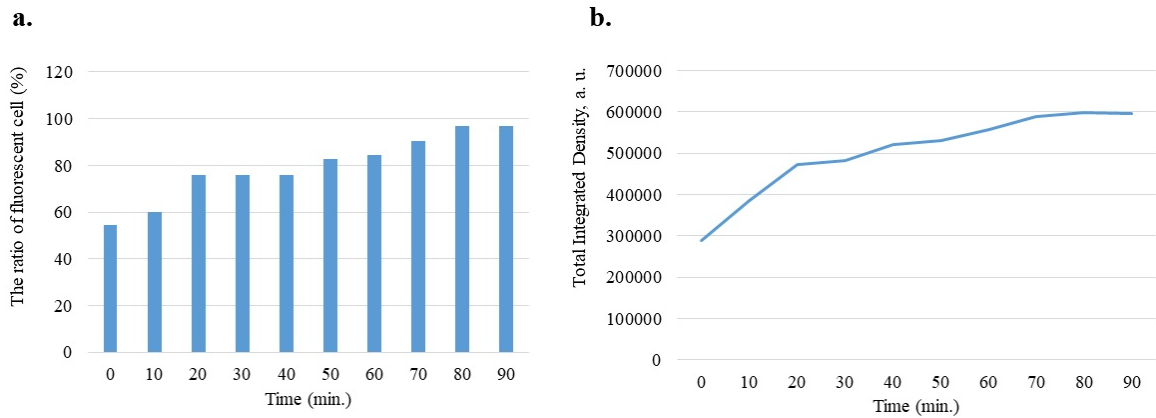 a.
The ratio of fluorescent cell (%)
120
100
80
60
40
20
0
0 10 20 30 40 50 60 70 80 90
Time (min.)
b.
Total Integrated Density, a. u.
700000
600000
500000
400000
300000
200000
100000
0
0 10 20 30 40 50 60 70 80 90
Time (min.)